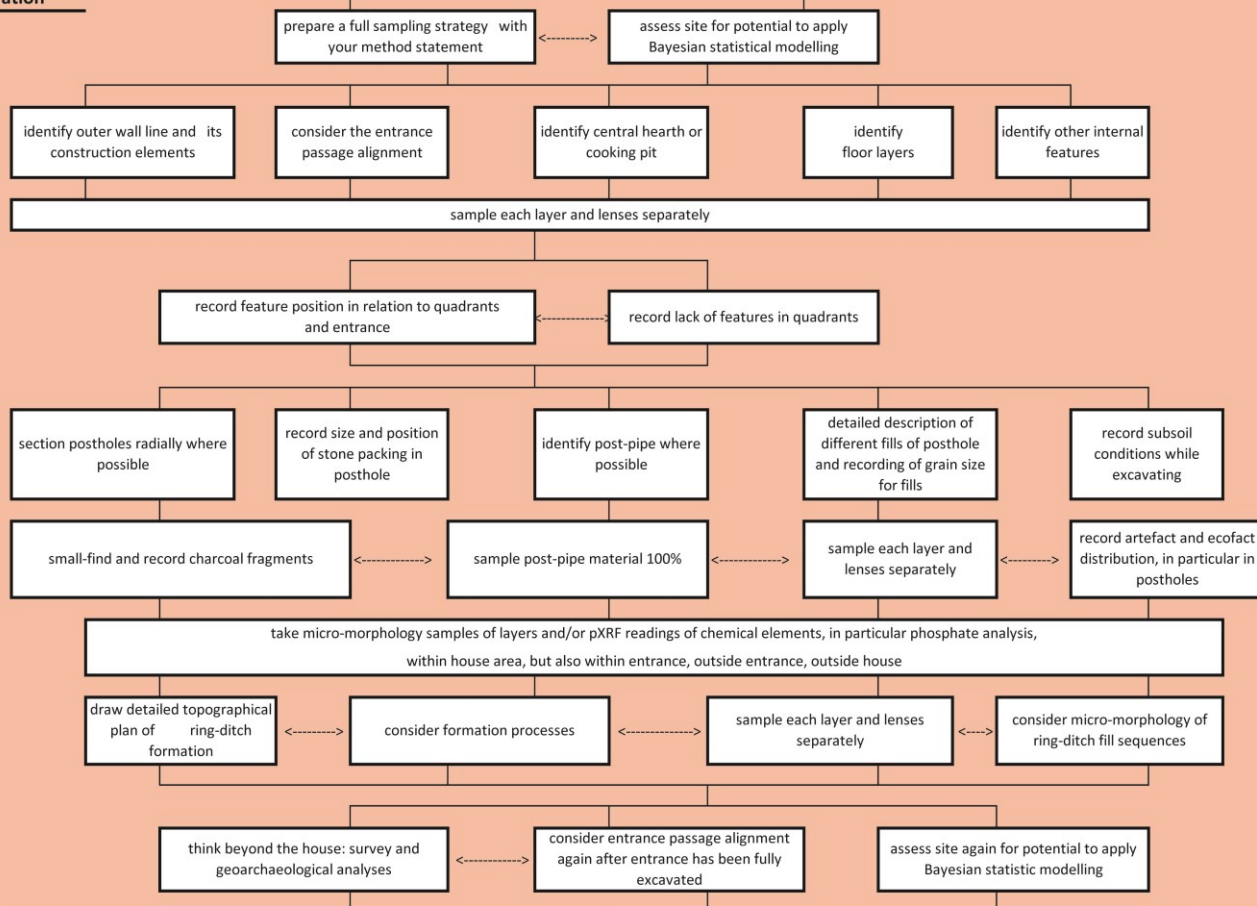 prepare a full sampling strategy with
your method statement
<--------->
assess site for potential to apply
Bayesian statistical modelling
identify outer wall line and its
construction elements
consider the entrance
passage alignment
identify central hearth or
cooking pit
identify
floor layers
identify other internal
features
sample each layer and lenses separately
record feature position in relation to quadrants
and entrance
<------------->
record lack of features in quadrants
section postholes radially where
possible
record size and position
of stone packing in
posthole
identify post-pipe where
possible
detailed description of
different fills of posthole
and recording of grain size
for fills
record subsoil
conditions while
excavating
small-find and record charcoal fragments
<----------->
sample post-pipe material 100%
<----------->
sample each layer and
lenses separately
<-------->
record artefact and ecofact
distribution, in particular in
postholes
take micro-morphology samples of layers and/or pXRF readings of chemical elements, in particular phosphate analysis,
within house area, but also within entrance, outside entrance, outside house
draw detailed topographical
plan of ring-ditch
formation
<--------->
consider formation processes
<------------>
sample each layer and lenses
separately
<---->
consider micro-morphology of
ring-ditch fill sequences
think beyond the house: survey and
geoarchaeological analyses
<----------->
consider entrance passage alignment
again after entrance has been fully
excavated
assess site again for potential to apply
Bayesian statistic modelling